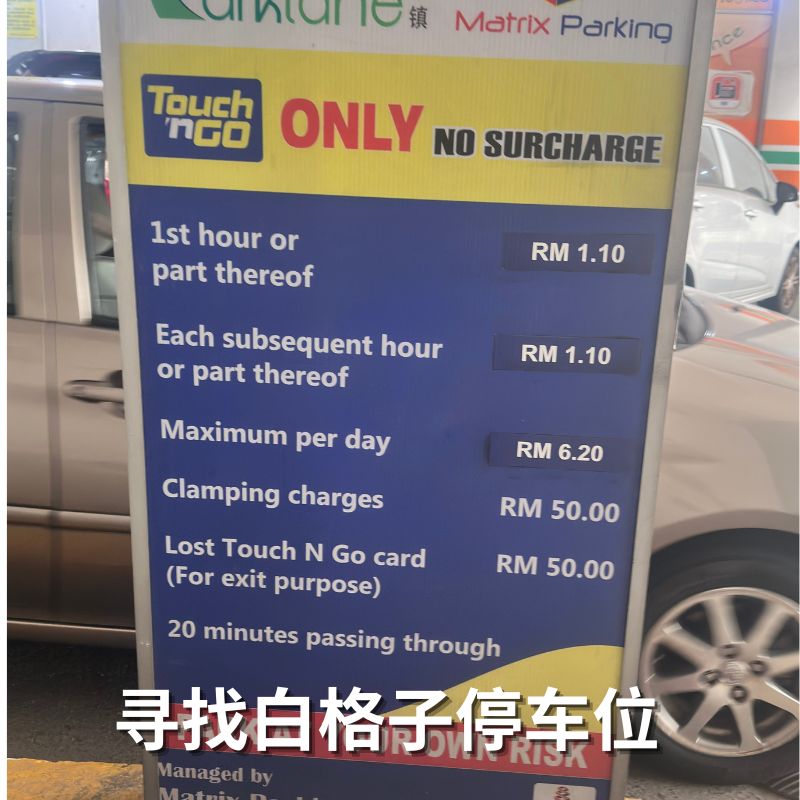 镇
Matrix Parking
Touch 'n GO
ONLY NO SURCHARGE
1st hour or
part thereof
RM 1.10
Each subsequent hour
or part thereof
RM 1.10
Maximum per day
RM 6.20
Clamping charges
RM 50.00
Lost Touch N Go card
(For exit purpose)
RM 50.00
20 minutes passing through
寻找白格子停车位
OWN RISK
Managed by